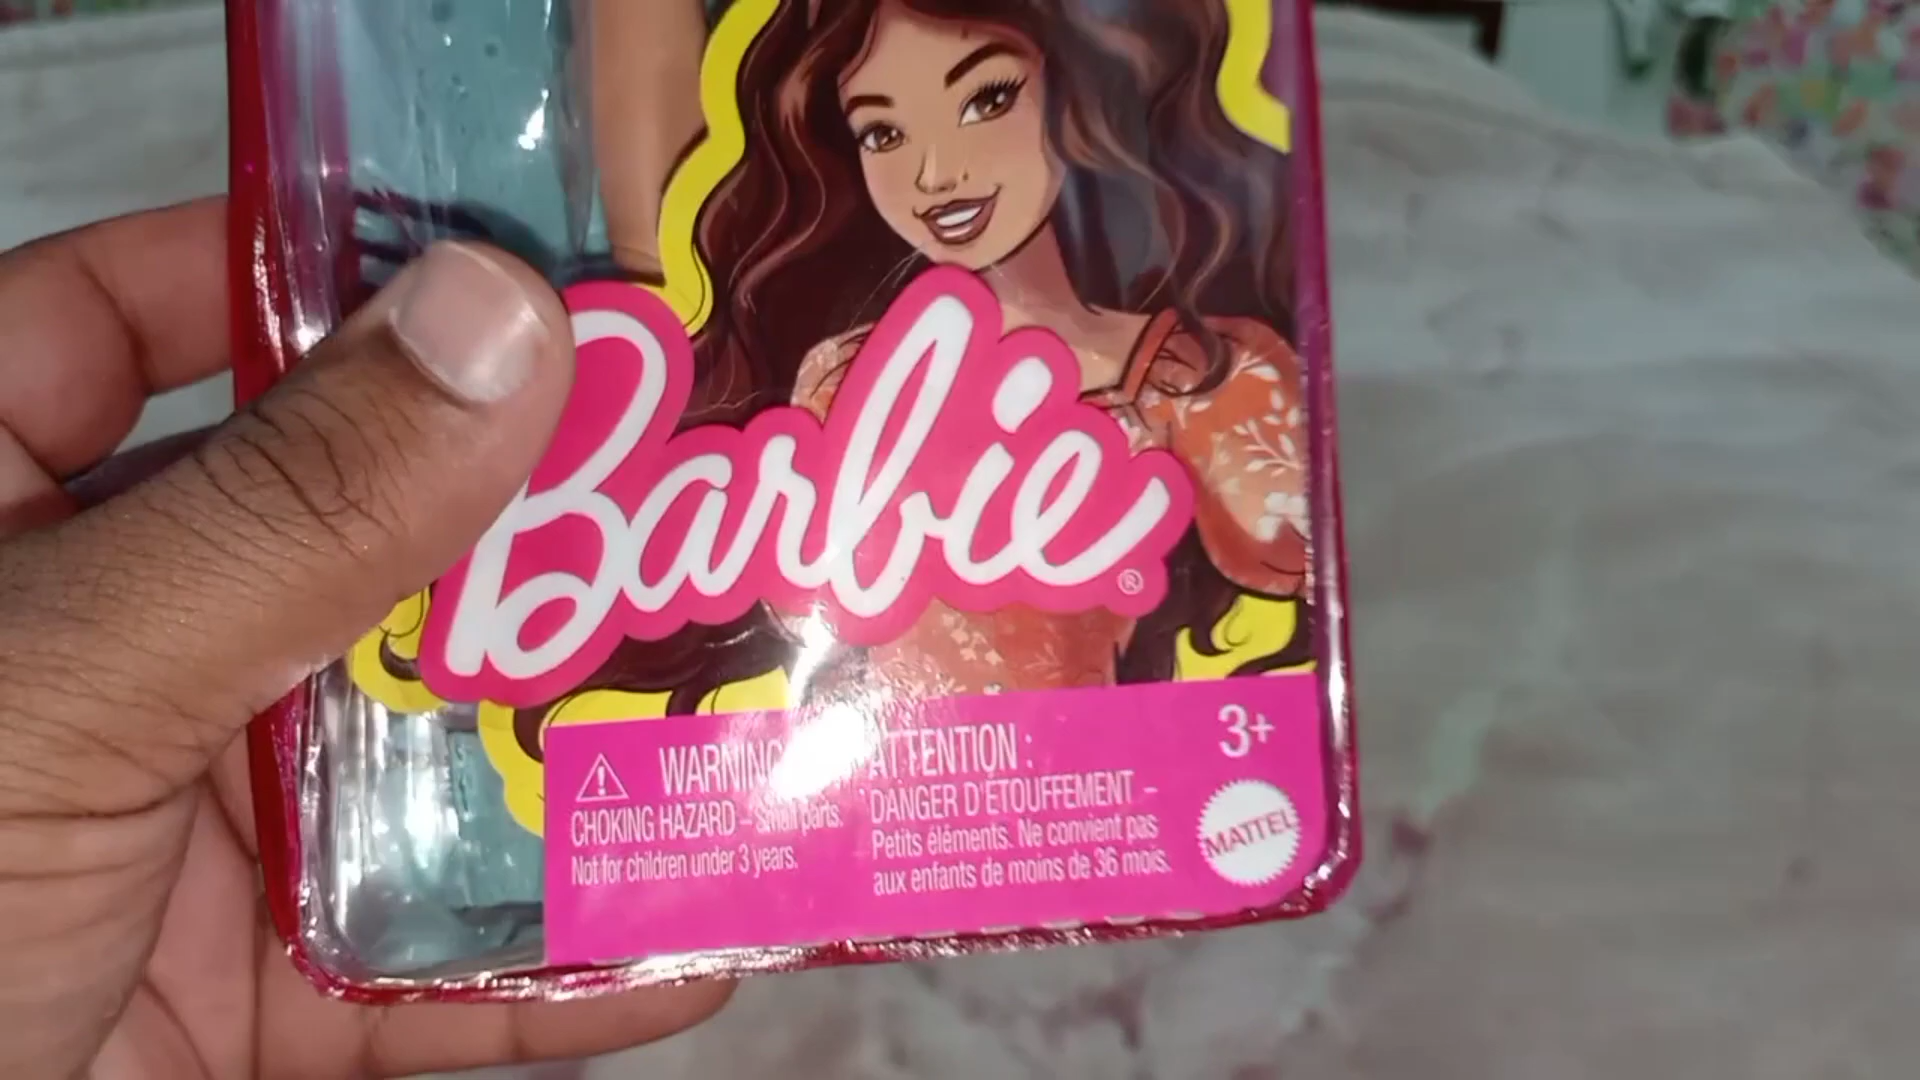 Barbie®
WARNING
CHOKING HAZARD – Small parts.
Not for children under 3 years.
ATTENTION :
DANGER D'ÉTOUFFEMENT –
Petits éléments. Ne convient pas
aux enfants de moins de 36 mois.
3+
MATTEL